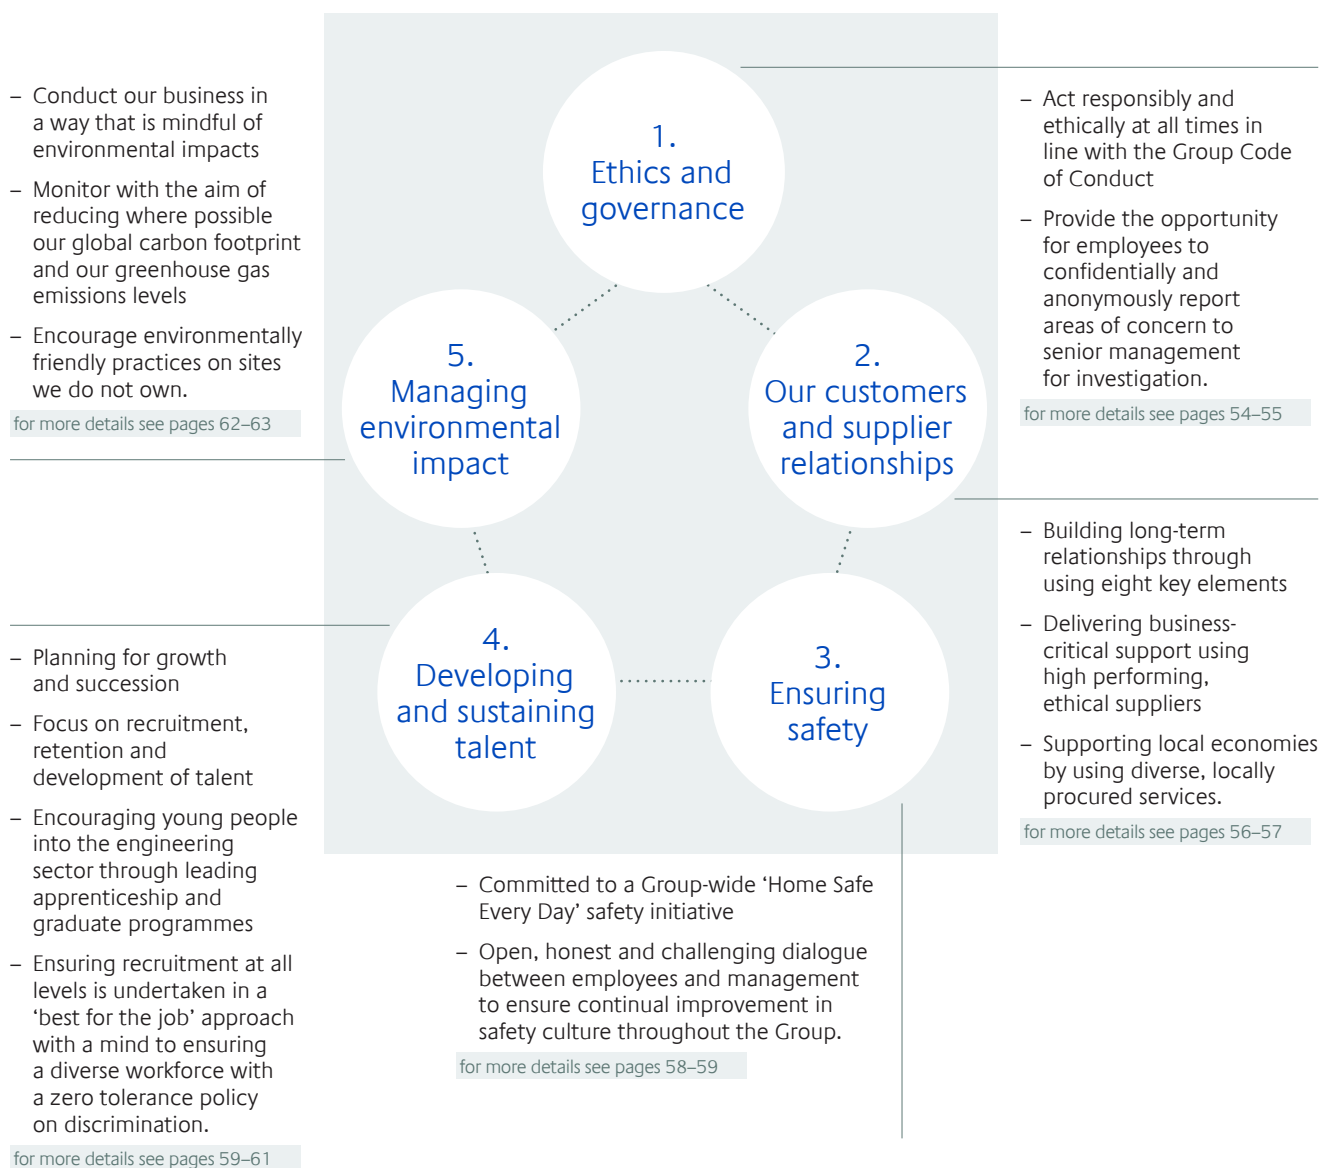 1.
Ethics and
governance
– Act responsibly and
ethically at all times in
line with the Group Code
of Conduct
– Provide the opportunity
for employees to
confidentially and
anonymously report
areas of concern to
senior management
for investigation.
for more details see pages 54–55
2.
Our customers
and supplier
relationships
– Building long-term
relationships through
using eight key elements
– Delivering business-
critical support using
high performing,
ethical suppliers
– Supporting local economies
by using diverse, locally
procured services.
for more details see pages 56–57
3.
Ensuring
safety
– Committed to a Group-wide ‘Home Safe
Every Day’ safety initiative
– Open, honest and challenging dialogue
between employees and management
to ensure continual improvement in
safety culture throughout the Group.
for more details see pages 58–59
4.
Developing
and sustaining
talent
– Planning for growth
and succession
– Focus on recruitment,
retention and
development of talent
– Encouraging young people
into the engineering
sector through leading
apprenticeship and
graduate programmes
– Ensuring recruitment at all
levels is undertaken in a
‘best for the job’ approach
with a mind to ensuring
a diverse workforce with
a zero tolerance policy
on discrimination.
for more details see pages 59–61
5.
Managing
environmental
impact
– Conduct our business in
a way that is mindful of
environmental impacts
– Monitor with the aim of
reducing where possible
our global carbon footprint
and our greenhouse gas
emissions levels
– Encourage environmentally
friendly practices on sites
we do not own.
for more details see pages 62–63